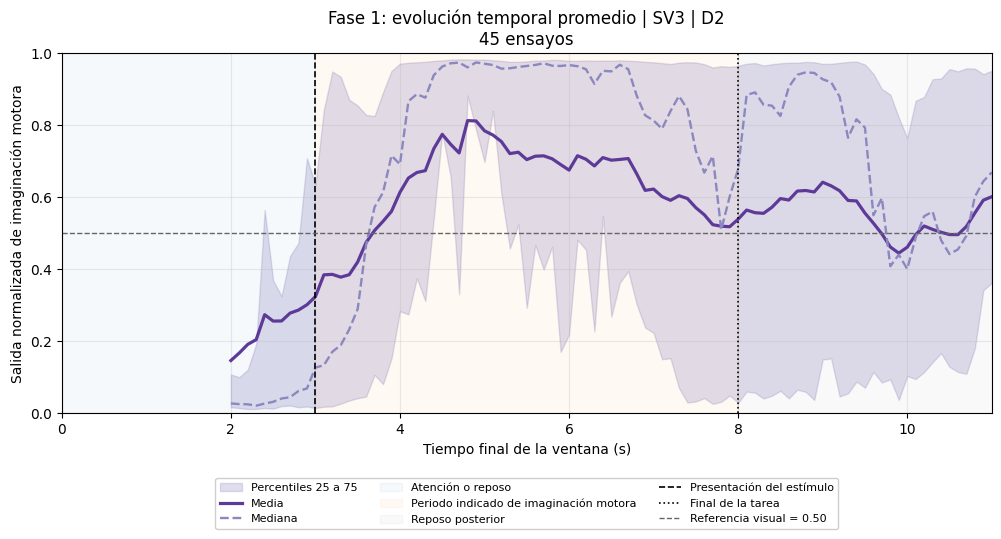 Fase 1: evolución temporal promedio | SV3 | D2
45 ensayos
Salida normalizada de imaginación motora
1.0
0.8
0.6
0.4
0.2
0.0
0
2
4
6
8
10
Tiempo final de la ventana (s)
Percentiles 25 a 75
Media
Mediana
Atención o reposo
Periodo indicado de imaginación motora
Reposo posterior
Presentación del estímulo
Final de la tarea
Referencia visual = 0.50